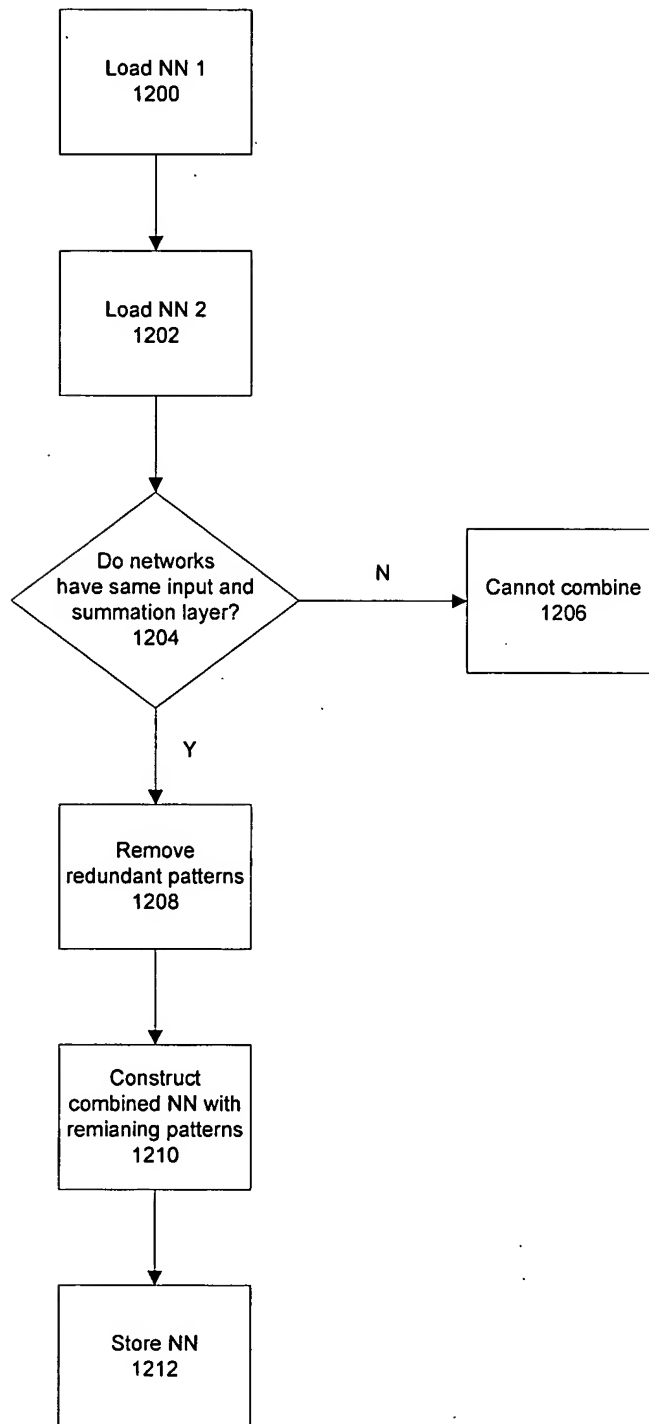 Load NN 1
1200
Load NN 2
1202
Do networks
have same input and
summation layer?
1204
N
Cannot combine
1206
Y
Remove
redundant patterns
1208
Construct
combined NN with
remianing patterns
1210
Store NN
1212